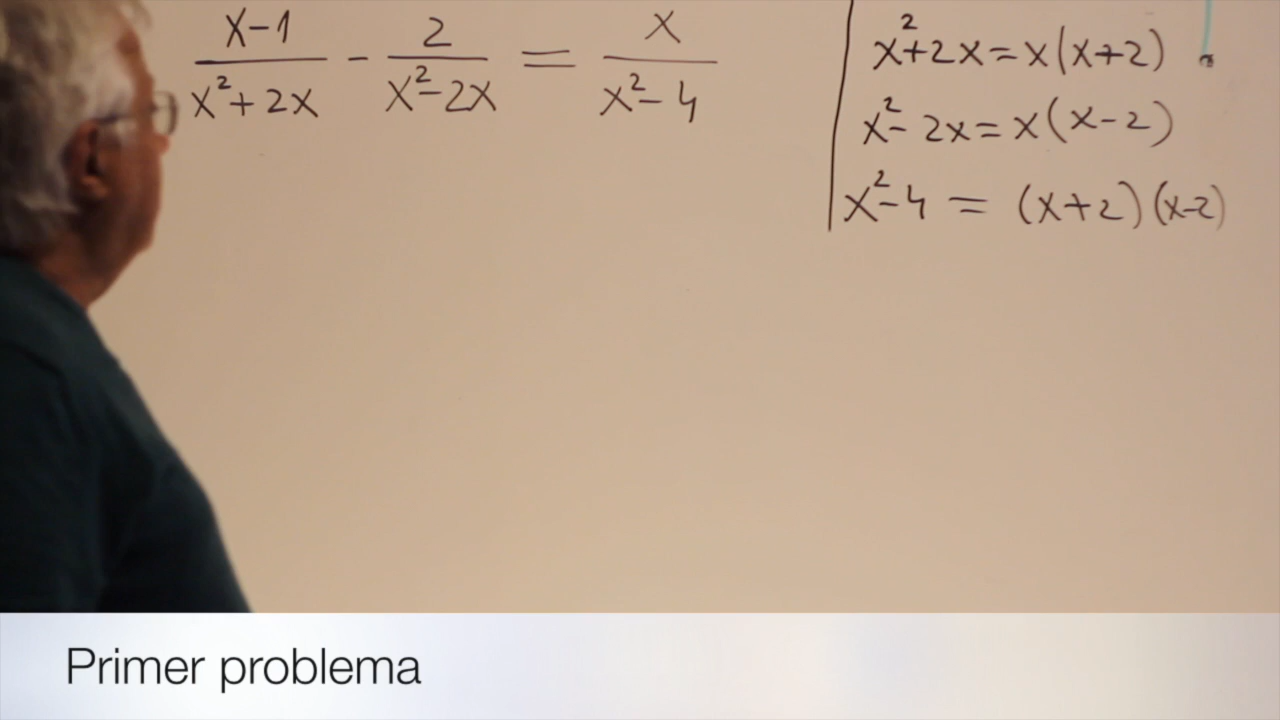 (x-1)/(x²+2x) - 2/(x²-2x) = x/(x²-4)
x²+2x=x(x+2)
x²-2x=x(x-2)
x²-4 = (x+2)(x-2)
Primer problema